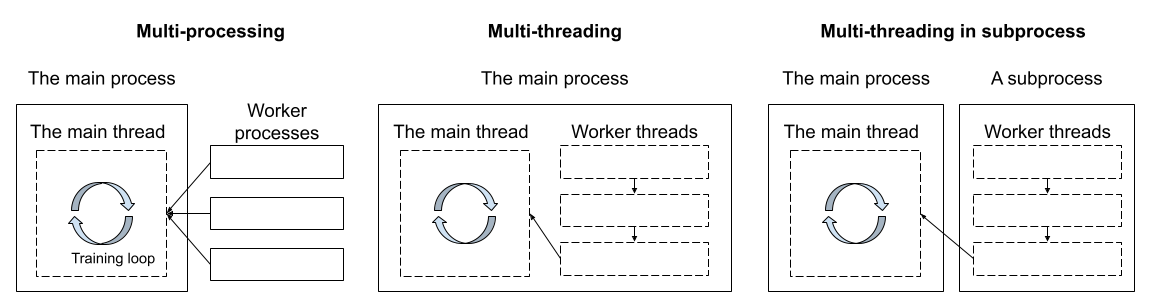 Multi-processing
Multi-threading
Multi-threading in subprocess
The main process
The main process
The main process
A subprocess
Worker
processes
The main thread
Training loop
The main thread
Worker threads
The main thread
Worker threads